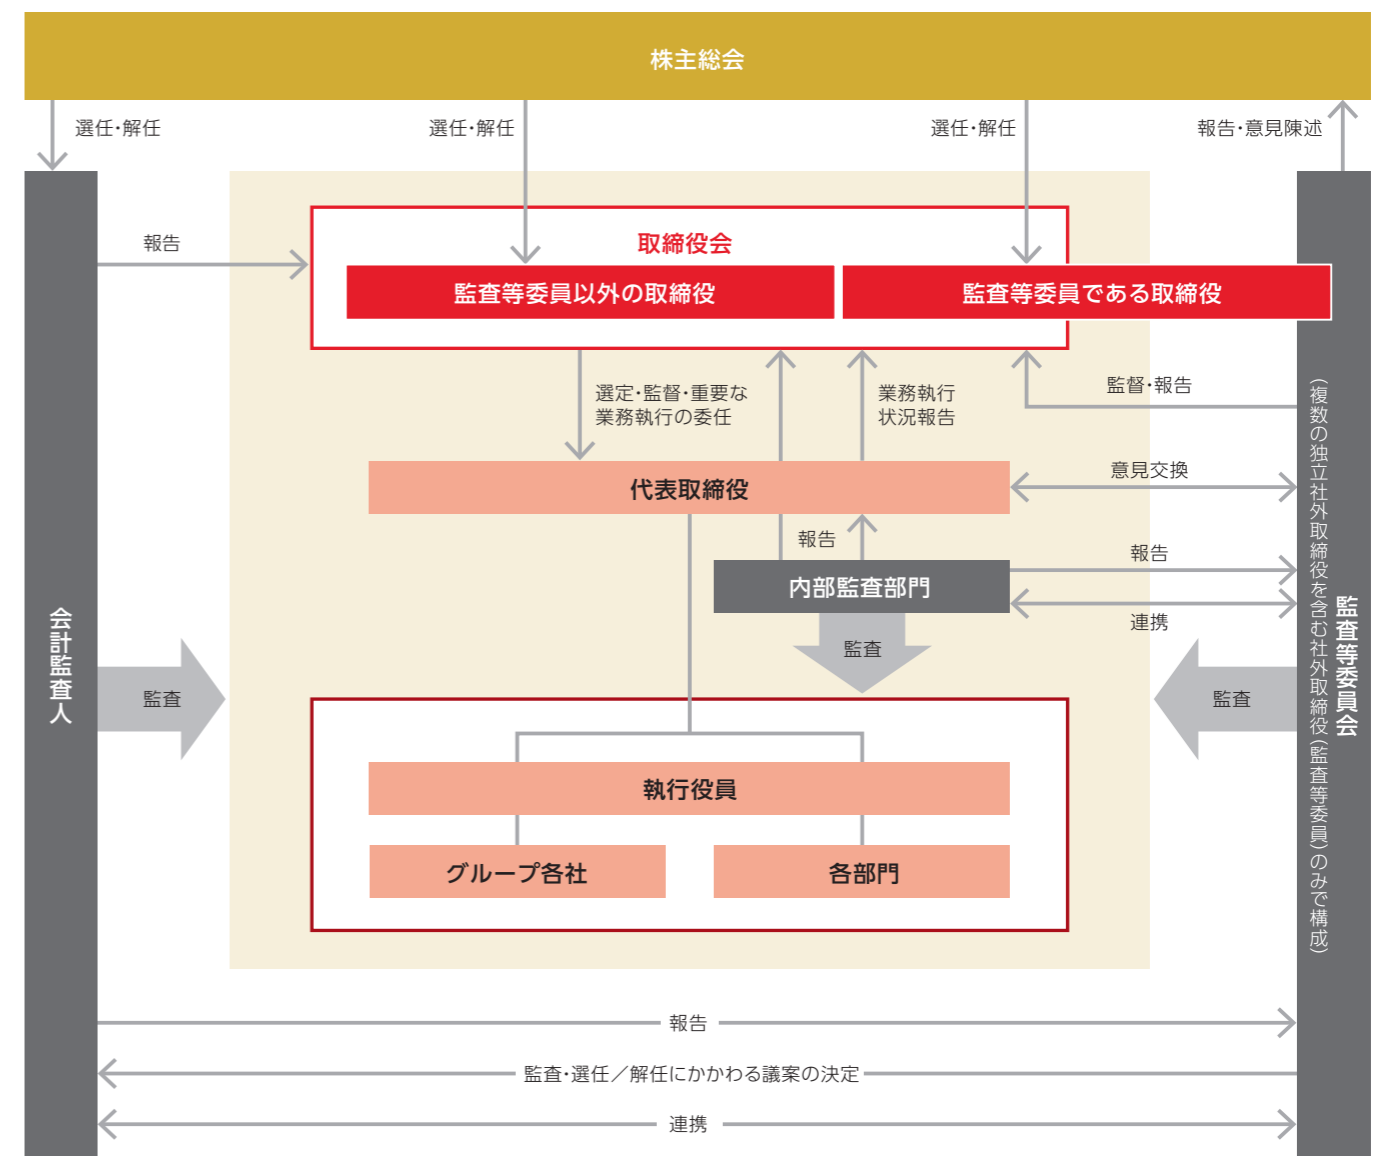 株主総会
選任・解任
選任・解任
選任・解任
報告・意見陳述
報告
取締役会
監査等委員以外の取締役
監査等委員である取締役
選定・監督・重要な
業務執行の委任
業務執行
状況報告
監督・報告
代表取締役
意見交換
報告
内部監査部門
報告
連携
監査
会計監査人
監査
監査
監査等委員会
（複数の独立社外取締役を含む社外取締役（監査等委員）のみで構成）
執行役員
グループ各社
各部門
報告
監査・選任／解任にかかわる議案の決定
連携